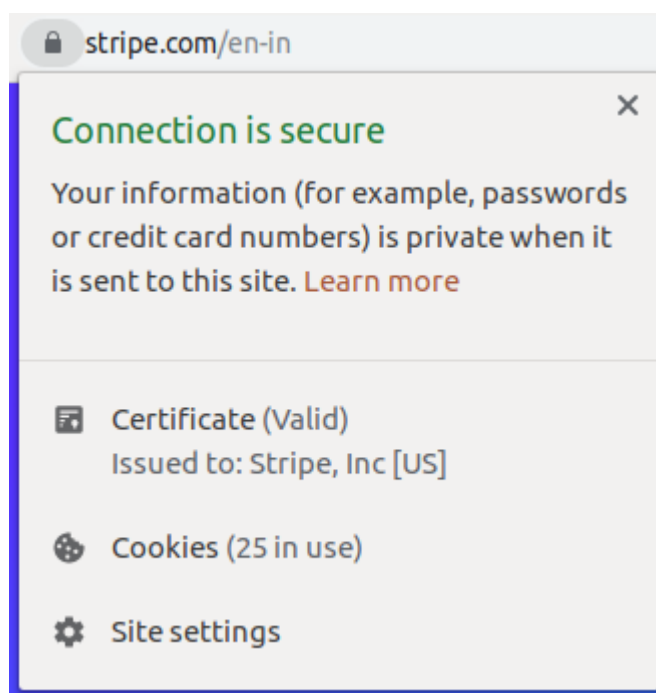 stripe.com/en-in
Connection is secure
Your information (for example, passwords
or credit card numbers) is private when it
is sent to this site. Learn more
Certificate (Valid)
Issued to: Stripe, Inc [US]
Cookies (25 in use)
Site settings